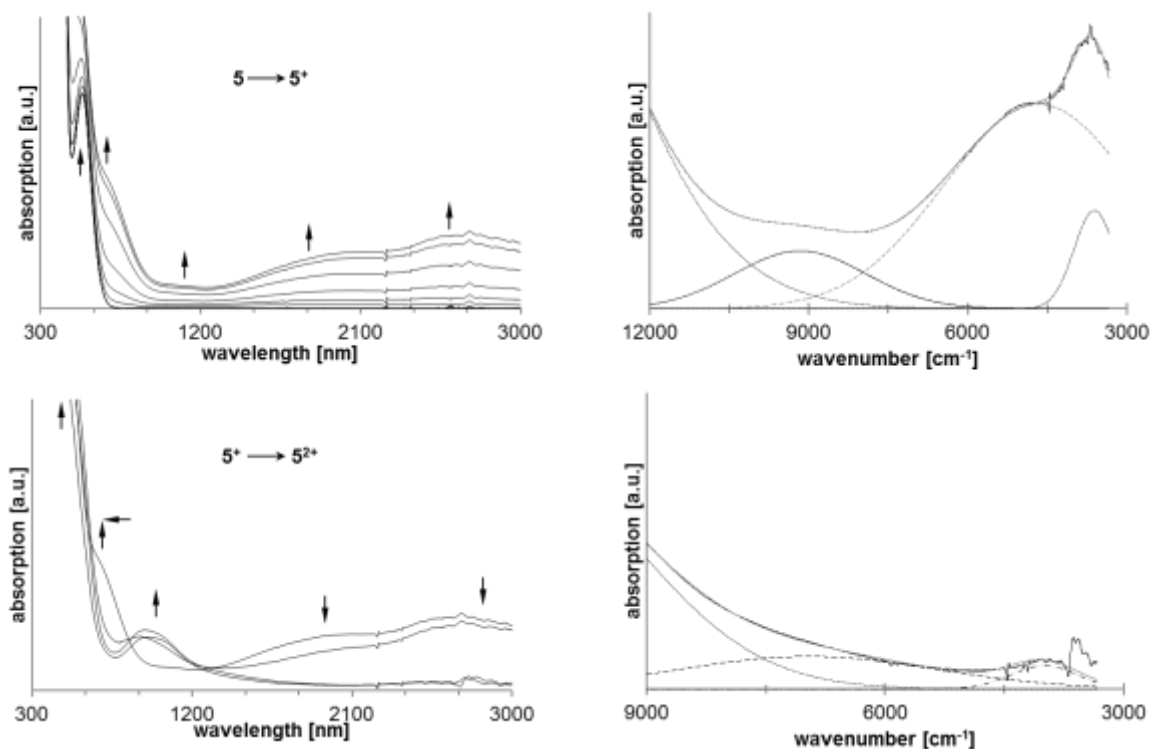 absorption [a.u.]
5 → 5⁺
300 1200 2100 3000
wavelength [nm]
absorption [a.u.]
12000 9000 6000 3000
wavenumber [cm⁻¹]
absorption [a.u.]
5⁺ → 5²⁺
300 1200 2100 3000
wavelength [nm]
absorption [a.u.]
9000 6000 3000
wavenumber [cm⁻¹]